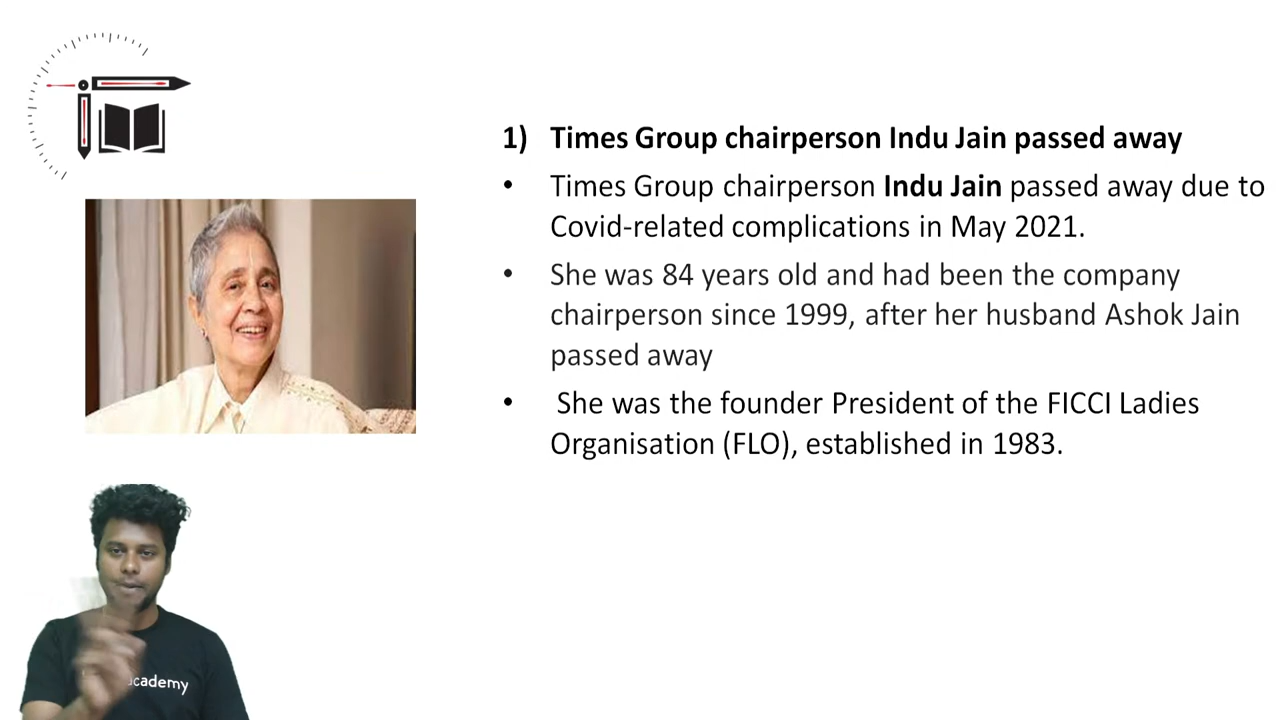 1) Times Group chairperson Indu Jain passed away
• Times Group chairperson Indu Jain passed away due to
Covid-related complications in May 2021.
• She was 84 years old and had been the company
chairperson since 1999, after her husband Ashok Jain
passed away
• She was the founder President of the FICCI Ladies
Organisation (FLO), established in 1983.
cademy